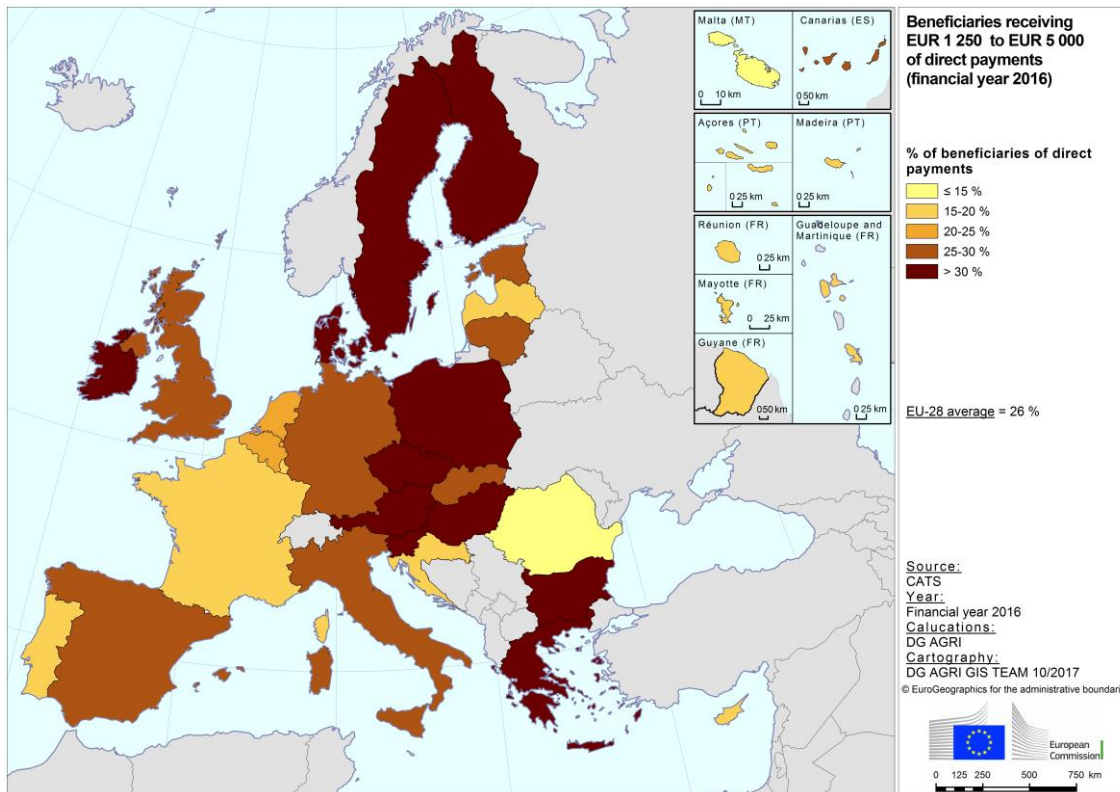 Malta (MT)
0 10 km
Canarias (ES)
0 50 km
Açores (PT)
0 25 km
Madeira (PT)
0 25 km
Réunion (FR)
0 25 km
Guadeloupe and
Martinique (FR)
Mayotte (FR)
0 25 km
Guyane (FR)
0 50 km
0 25 km
Beneficiaries receiving
EUR 1 250 to EUR 5 000
of direct payments
(financial year 2016)
% of beneficiaries of direct
payments
≤ 15 %
15-20 %
20-25 %
25-30 %
> 30 %
EU-28 average = 26 %
Source:
CATS
Year:
Financial year 2016
Calucations:
DG AGRI
Cartography:
DG AGRI GIS TEAM 10/2017
© EuroGeographics for the administrative boundari
European
Commission
0 125 250 500 750 km